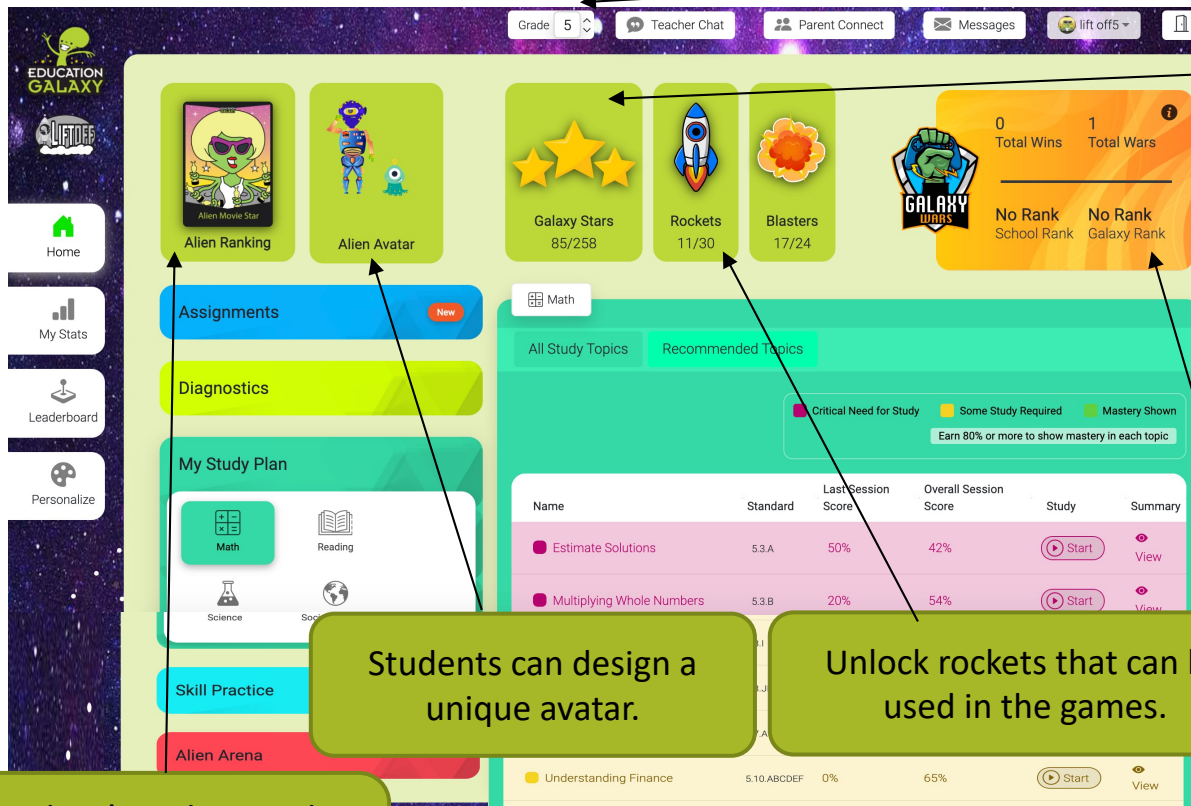 Grade 5
Teacher Chat
Parent Connect
Messages
lift off5
EDUCATION
GALAXY
LIFTOFF
Home
My Stats
Leaderboard
Personalize
Alien Movie Star
Alien Ranking
Alien Avatar
Galaxy Stars
85/258
Rockets
11/30
Blasters
17/24
GALAXY
WARS
0 1
Total Wins Total Wars
No Rank No Rank
School Rank Galaxy Rank
Assignments New
Diagnostics
My Study Plan
Math Reading
Science
Skill Practice
Alien Arena
Math
All Study Topics Recommended Topics
Critical Need for Study Some Study Required Mastery Shown
Earn 80% or more to show mastery in each topic
Name Standard Last Session Score Overall Session Score Study Summary
Estimate Solutions 5.3.A 50% 42% Start View
Multiplying Whole Numbers 5.3.B 20% 54% Start View
Understanding Finance 5.10.ABCDEF 0% 65% Start View
Students can design a
unique avatar.
Unlock rockets that can
used in the games.